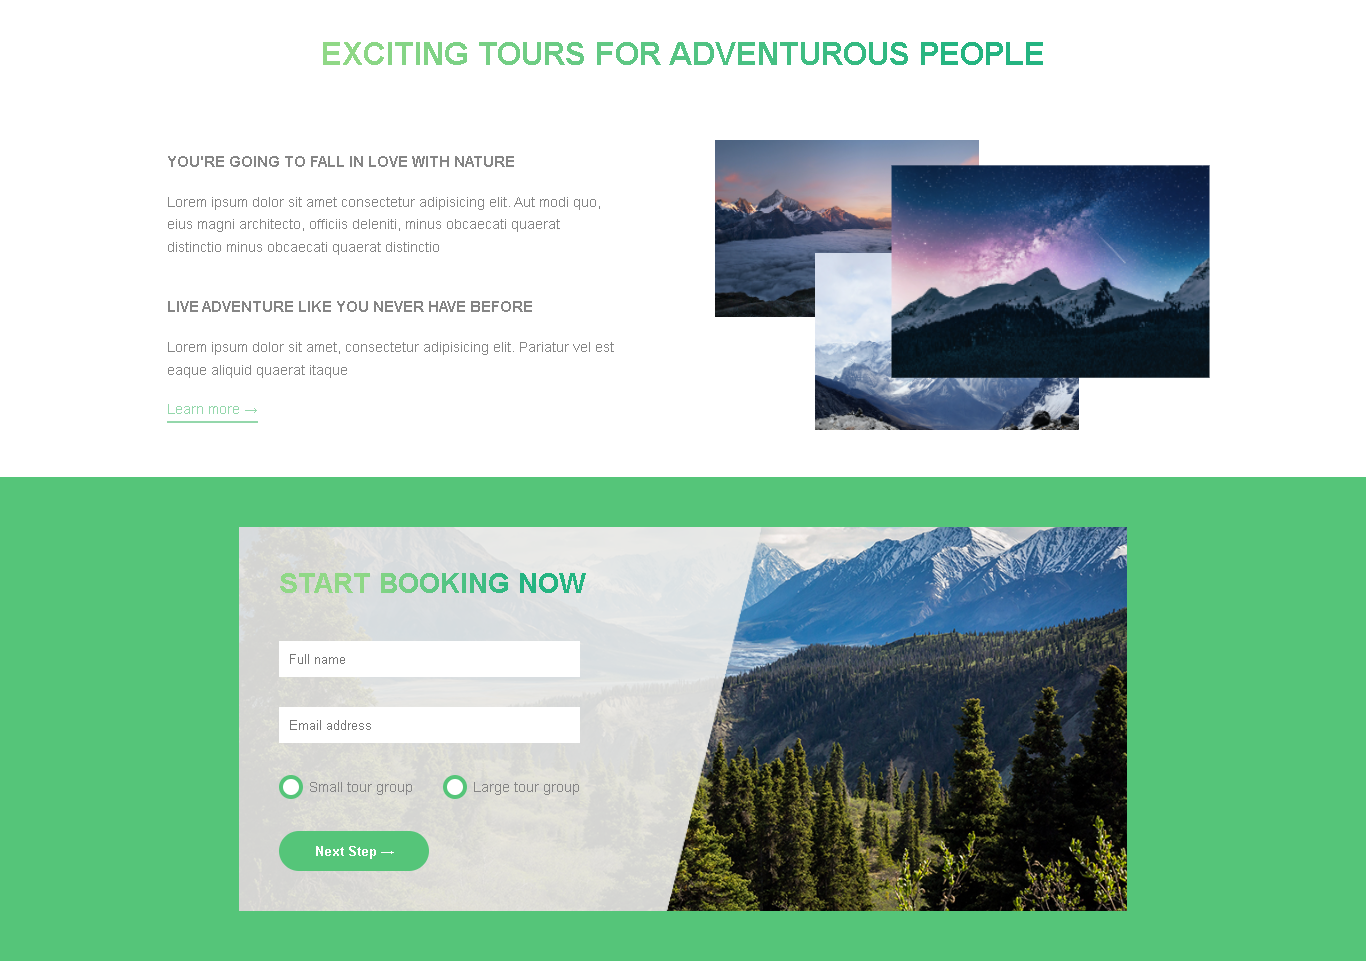 EXCITING TOURS FOR ADVENTUROUS PEOPLE
YOU'RE GOING TO FALL IN LOVE WITH NATURE
Lorem ipsum dolor sit amet consectetur adipisicing elit. Aut modi quo,
eius magni architecto, officiis deleniti, minus obcaecati quaerat
distinctio minus obcaecati quaerat distinctio
LIVE ADVENTURE LIKE YOU NEVER HAVE BEFORE
Lorem ipsum dolor sit amet, consectetur adipisicing elit. Pariatur vel est
eaque aliquid quaerat itaque
Learn more →
START BOOKING NOW
Full name
Email address
Small tour group
Large tour group
Next Step →